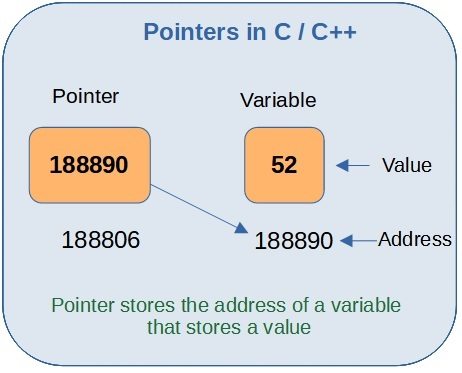 Pointers in C / C++
Pointer
Variable
188890
52
Value
188806
188890
Address
Pointer stores the address of a variable
that stores a value